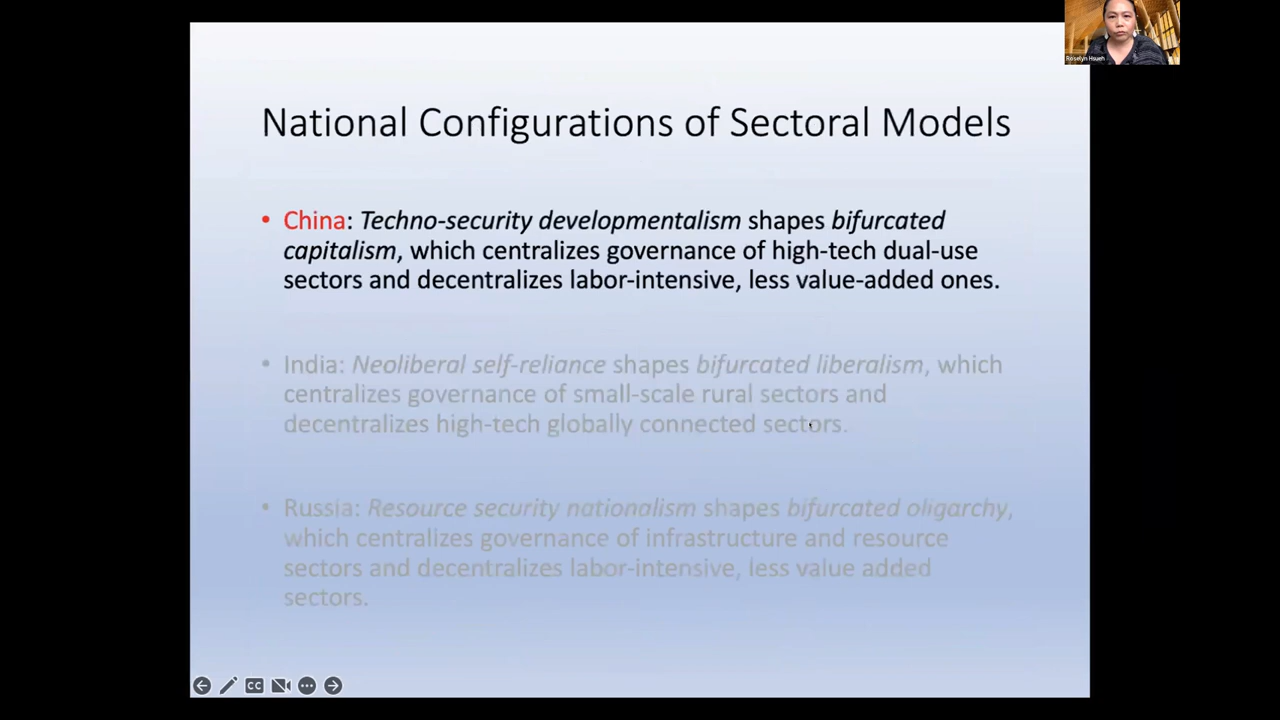 Roselyn Hsueh
National Configurations of Sectoral Models
• China: Techno-security developmentalism shapes bifurcated
capitalism, which centralizes governance of high-tech dual-use
sectors and decentralizes labor-intensive, less value-added ones.
• India: Neoliberal self-reliance shapes bifurcated liberalism, which
centralizes governance of small-scale rural sectors and
decentralizes high-tech globally connected sectors.
• Russia: Resource security nationalism shapes bifurcated oligarchy,
which centralizes governance of infrastructure and resource
sectors and decentralizes labor-intensive, less value added
sectors.
CC